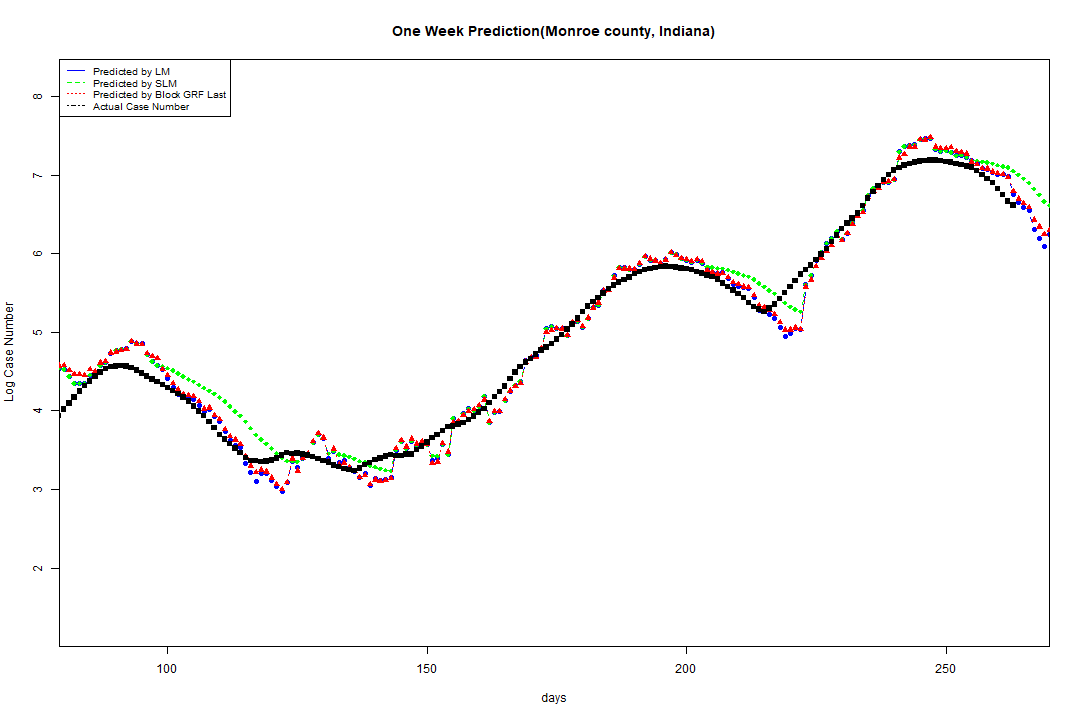 One Week Prediction(Monroe county, Indiana)
Predicted by LM
Predicted by SLM
Predicted by Block GRF Last
Actual Case Number
8
7
6
5
4
3
2
Log Case Number
100 150 200 250
days